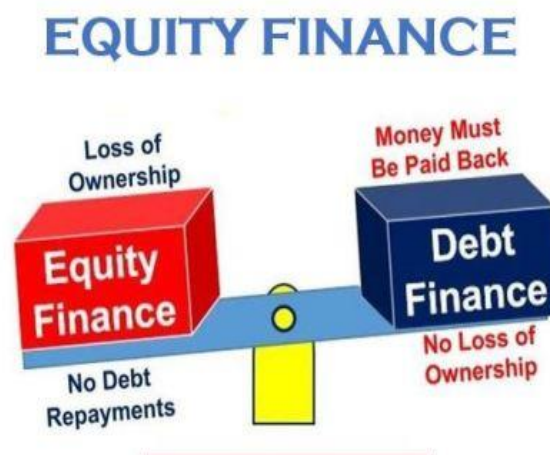 EQUITY FINANCE
Loss of
Ownership
Equity
Finance
No Debt
Repayments
Money Must
Be Paid Back
Debt
Finance
No Loss of
Ownership